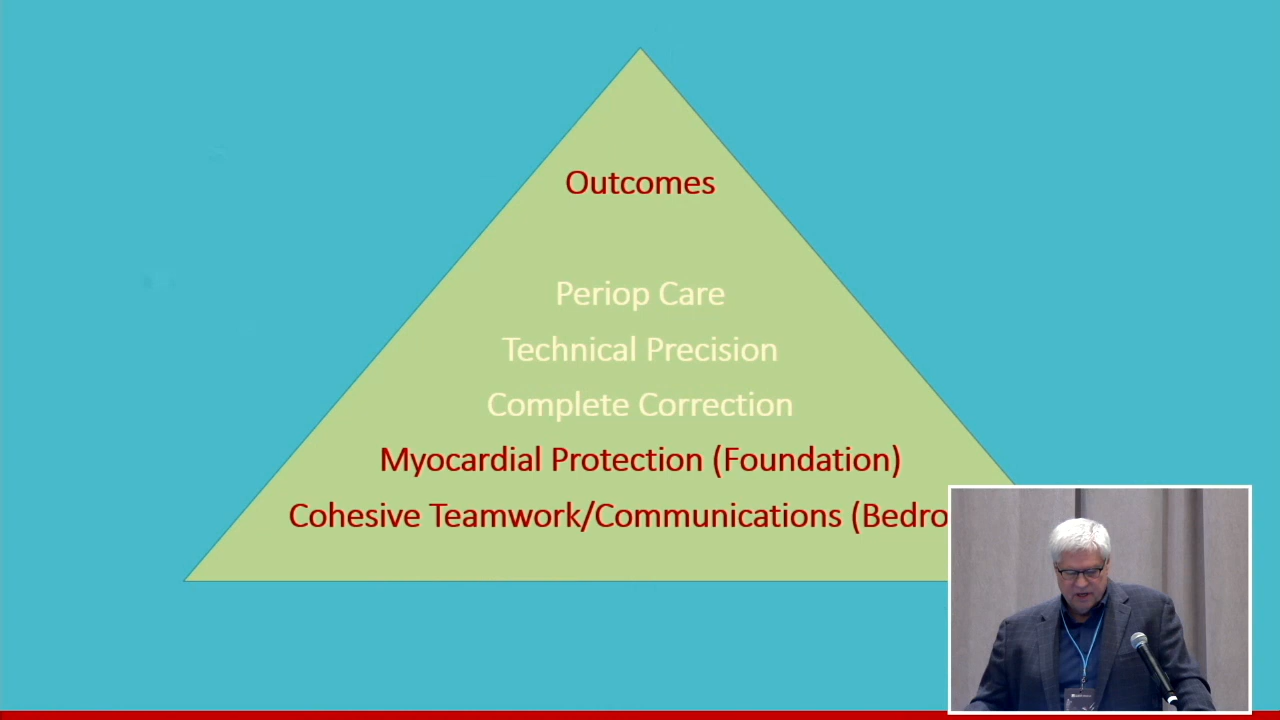 Outcomes
Periop Care
Technical Precision
Complete Correction
Myocardial Protection (Foundation)
Cohesive Teamwork/Communications (Bedro